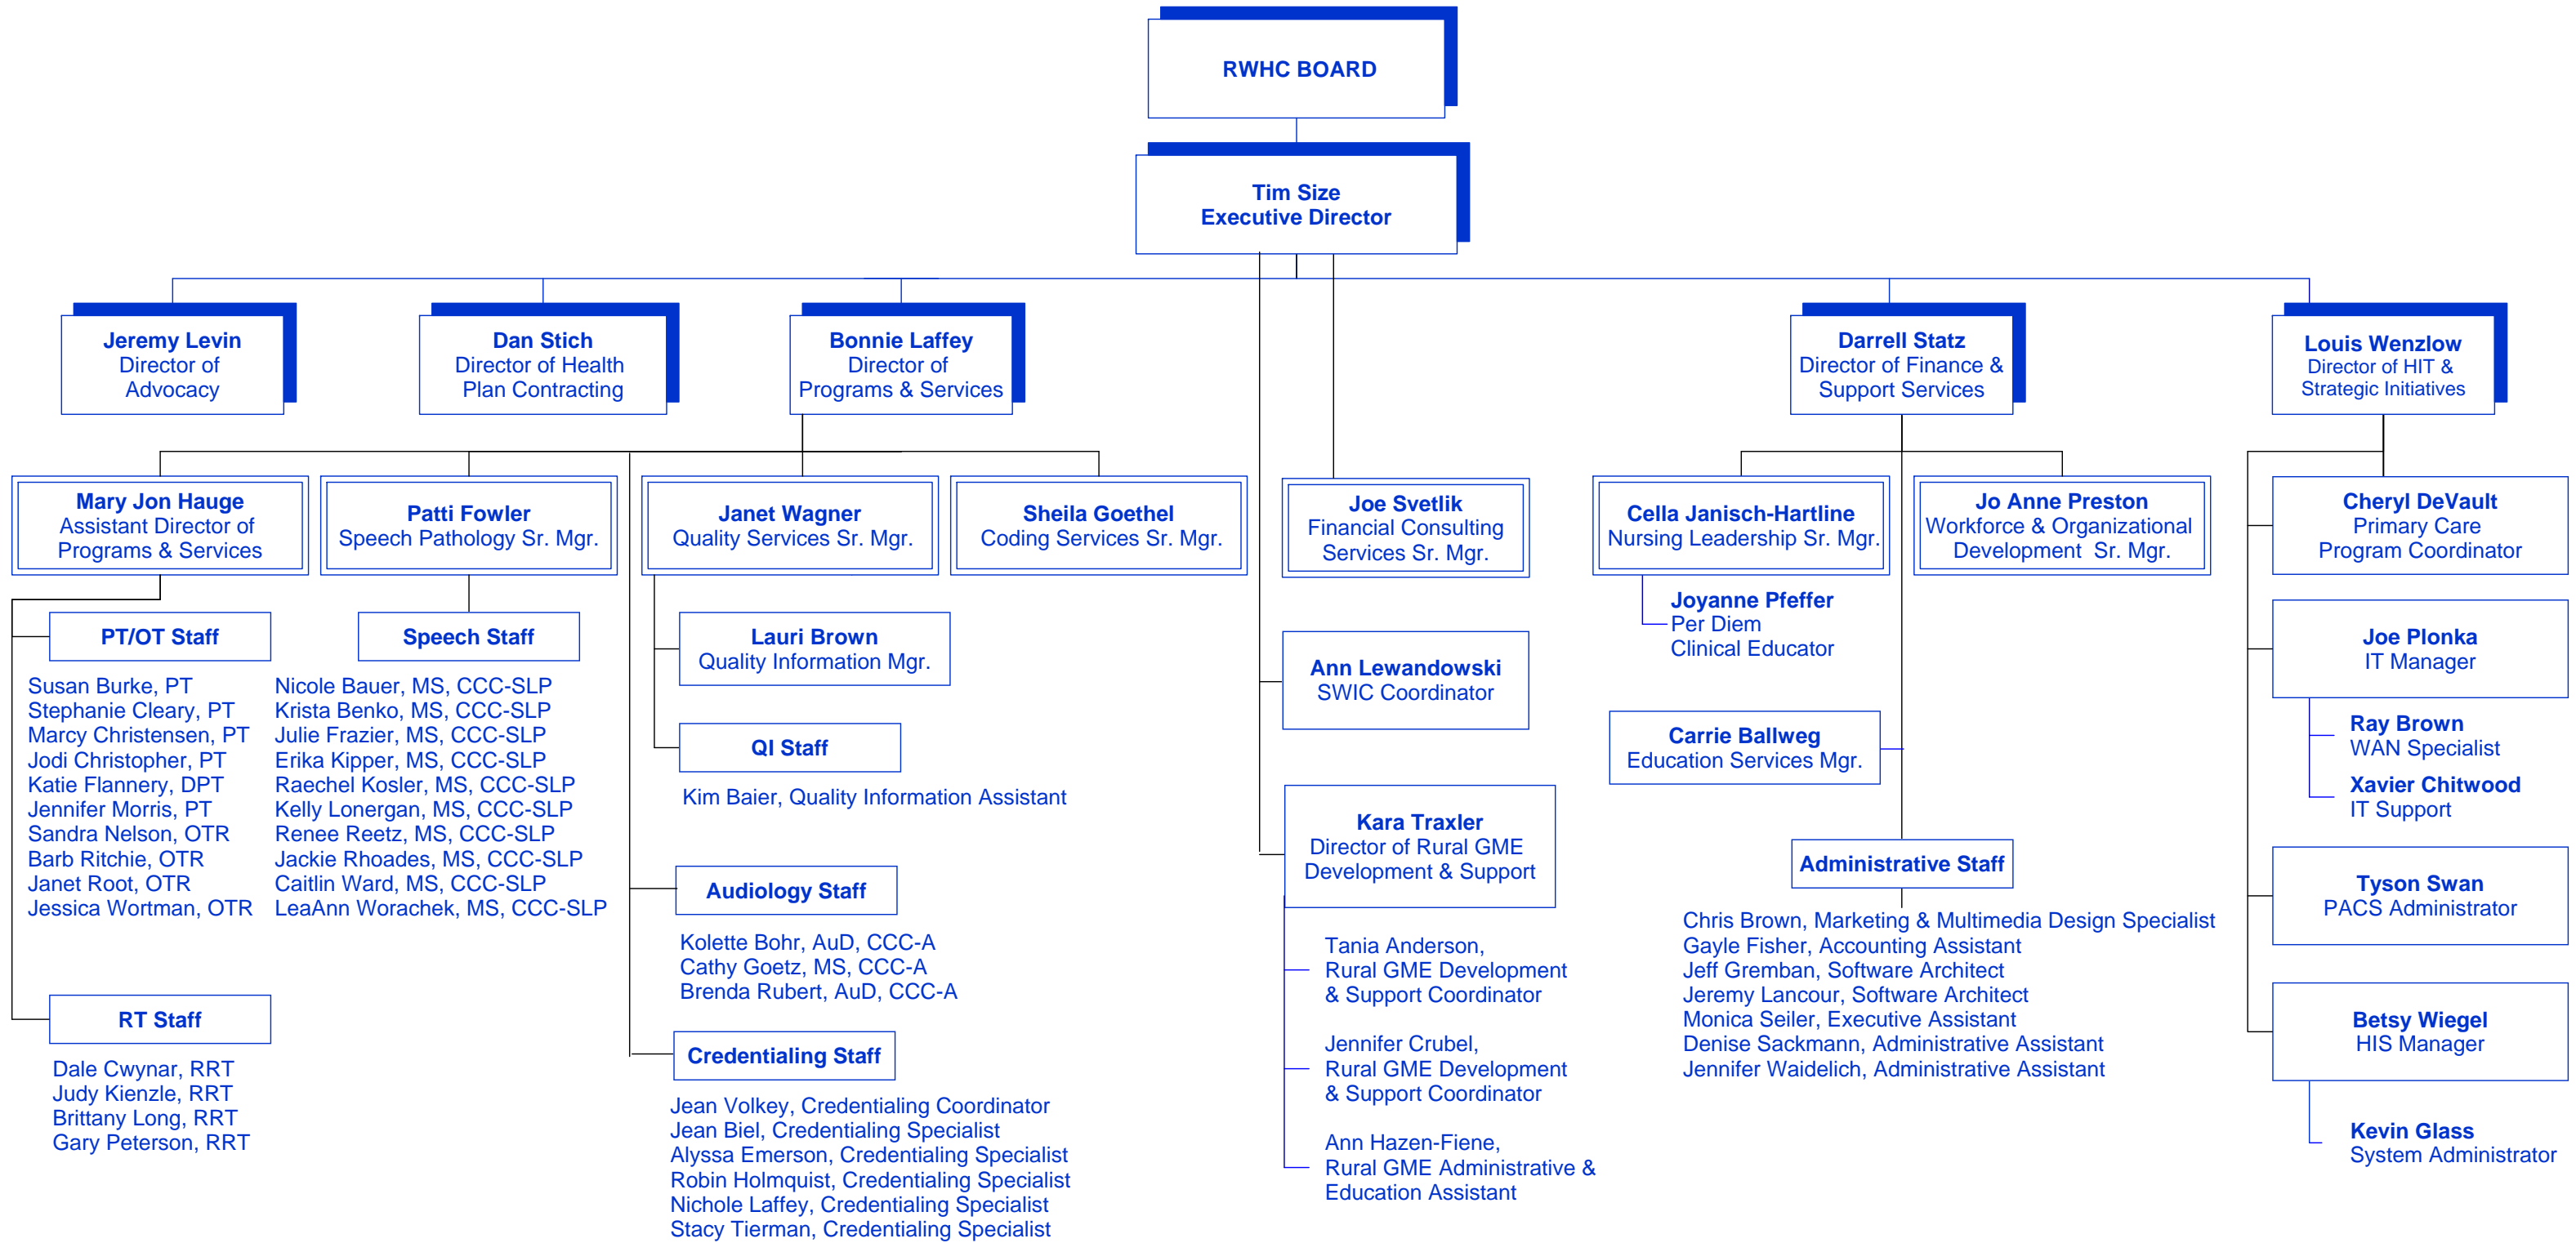 RWHC BOARD
Tim Size
Executive Director
Jeremy Levin
Director of
Advocacy
Dan Stich
Director of Health
Plan Contracting
Bonnie Laffey
Director of
Programs & Services
Darrell Statz
Director of Finance &
Support Services
Louis Wenzlow
Director of HIT &
Strategic Initiatives
Mary Jon Hauge
Assistant Director of
Programs & Services
Patti Fowler
Speech Pathology Sr. Mgr.
Janet Wagner
Quality Services Sr. Mgr.
Sheila Goethel
Coding Services Sr. Mgr.
Joe Svetlik
Financial Consulting
Services Sr. Mgr.
Cella Janisch-Hartline
Nursing Leadership Sr. Mgr.
Jo Anne Preston
Workforce & Organizational
Development Sr. Mgr.
Cheryl DeVault
Primary Care
Program Coordinator
PT/OT Staff
Susan Burke, PT
Stephanie Cleary, PT
Marcy Christensen, PT
Jodi Christopher, PT
Katie Flannery, DPT
Jennifer Morris, PT
Sandra Nelson, OTR
Barb Ritchie, OTR
Janet Root, OTR
Jessica Wortman, OTR
RT Staff
Dale Cwynar, RRT
Judy Kienzle, RRT
Brittany Long, RRT
Gary Peterson, RRT
Speech Staff
Nicole Bauer, MS, CCC-SLP
Krista Benko, MS, CCC-SLP
Julie Frazier, MS, CCC-SLP
Erika Kipper, MS, CCC-SLP
Raechel Kosler, MS, CCC-SLP
Kelly Lonergan, MS, CCC-SLP
Renee Reetz, MS, CCC-SLP
Jackie Rhoades, MS, CCC-SLP
Caitlin Ward, MS, CCC-SLP
LeaAnn Worachek, MS, CCC-SLP
Lauri Brown
Quality Information Mgr.
QI Staff
Kim Baier, Quality Information Assistant
Audiology Staff
Kolette Bohr, AuD, CCC-A
Cathy Goetz, MS, CCC-A
Brenda Rubert, AuD, CCC-A
Credentialing Staff
Jean Volkey, Credentialing Coordinator
Jean Biel, Credentialing Specialist
Alyssa Emerson, Credentialing Specialist
Robin Holmquist, Credentialing Specialist
Nichole Laffey, Credentialing Specialist
Stacy Tierman, Credentialing Specialist
Ann Lewandowski
SWIC Coordinator
Kara Traxler
Director of Rural GME
Development & Support
Tania Anderson,
Rural GME Development
& Support Coordinator
Jennifer Crubel,
Rural GME Development
& Support Coordinator
Ann Hazen-Fiene,
Rural GME Administrative &
Education Assistant
Joyanne Pfeffer
Per Diem
Clinical Educator
Carrie Ballweg
Education Services Mgr.
Administrative Staff
Chris Brown, Marketing & Multimedia Design Specialist
Gayle Fisher, Accounting Assistant
Jeff Gremban, Software Architect
Jeremy Lancour, Software Architect
Monica Seiler, Executive Assistant
Denise Sackmann, Administrative Assistant
Jennifer Waidelich, Administrative Assistant
Joe Plonka
IT Manager
Ray Brown
WAN Specialist
Xavier Chitwood
IT Support
Tyson Swan
PACS Administrator
Betsy Wiegel
HIS Manager
Kevin Glass
System Administrator